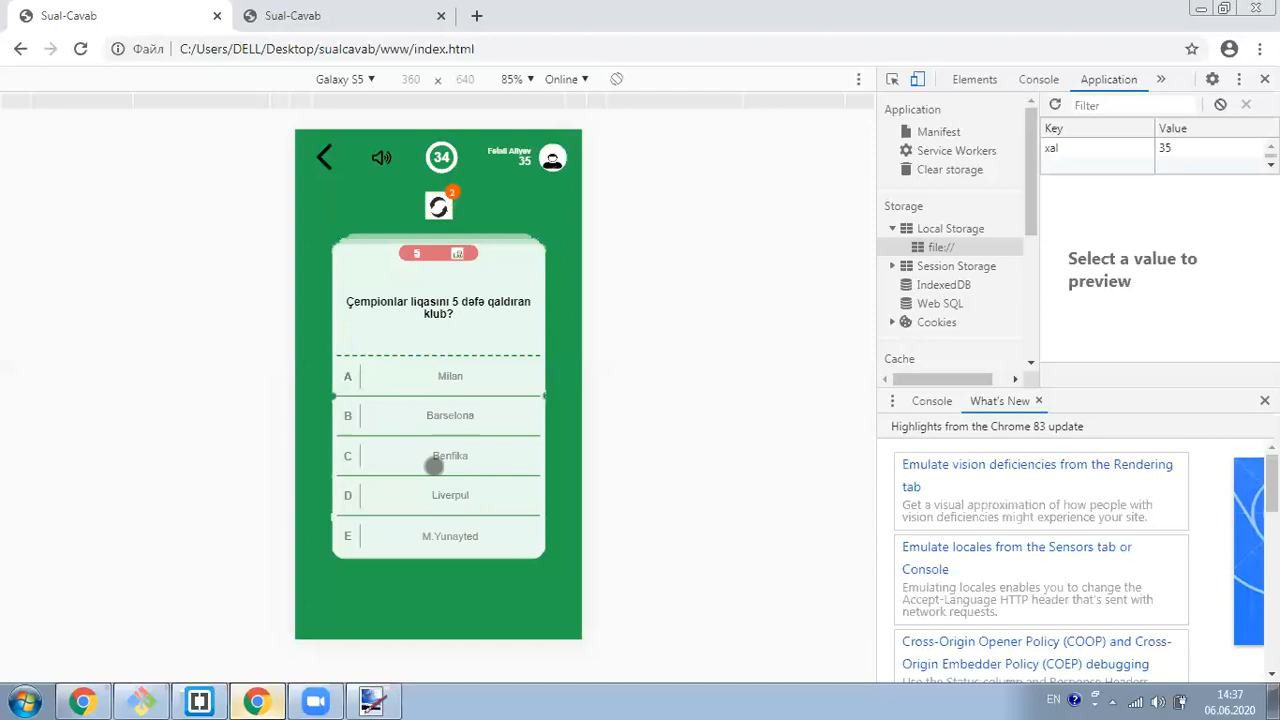 Sual-Cavab
Sual-Cavab
Файл
C:/Users/DELL/Desktop/sualcavab/www/index.html
Galaxy S5 ▼ 360 × 640 85% ▼ Online ▼
Elements Console Application »
Application
Manifest
Service Workers
Clear storage
Storage
Local Storage
file://
Session Storage
IndexedDB
Web SQL
Cookies
Cache
Filter
Key Value
xal 35
Select a value to
preview
34
35
2
5
Çempionlar liqasını 5 dəfə qaldıran
klub?
A Milan
B Barselona
C Benfika
D Liverpul
E M.Yunayted
Console What's New ×
Highlights from the Chrome 83 update
Emulate vision deficiencies from the Rendering
tab
Get a visual approximation of how people with
vision deficiencies might experience your site.
Emulate locales from the Sensors tab or
Console
Emulating locales enables you to change the
Accept-Language HTTP header that's sent with
network requests.
Cross-Origin Opener Policy (COOP) and Cross-
Origin Embedder Policy (COEP) debugging
Use the Status column and Response Headers
EN
14:37
06.06.2020